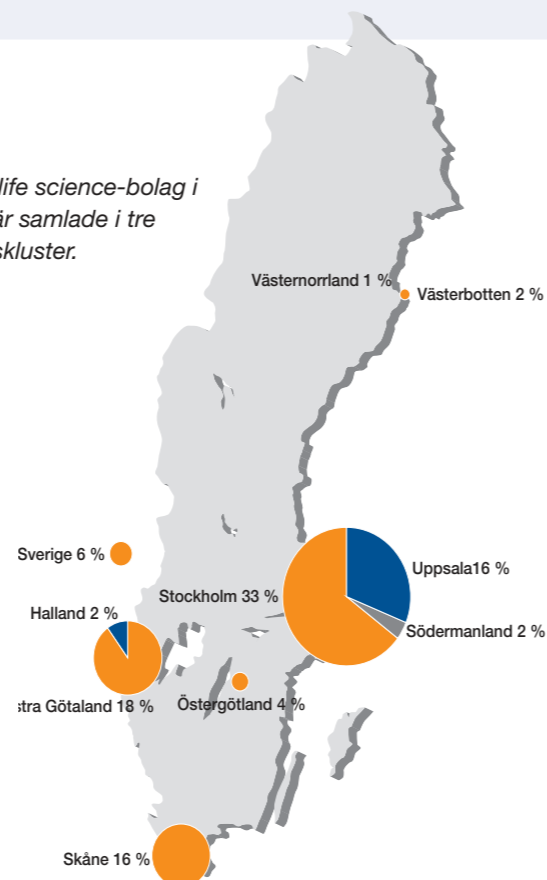 life science-bolag i
är samlade i tre
skluster.
Västernorrland 1 %
Västerbotten 2 %
Sverige 6 %
Stockholm 33 %
Uppsala16 %
Halland 2 %
Södermanland 2 %
stra Götaland 18 %
Östergötland 4 %
Skåne 16 %